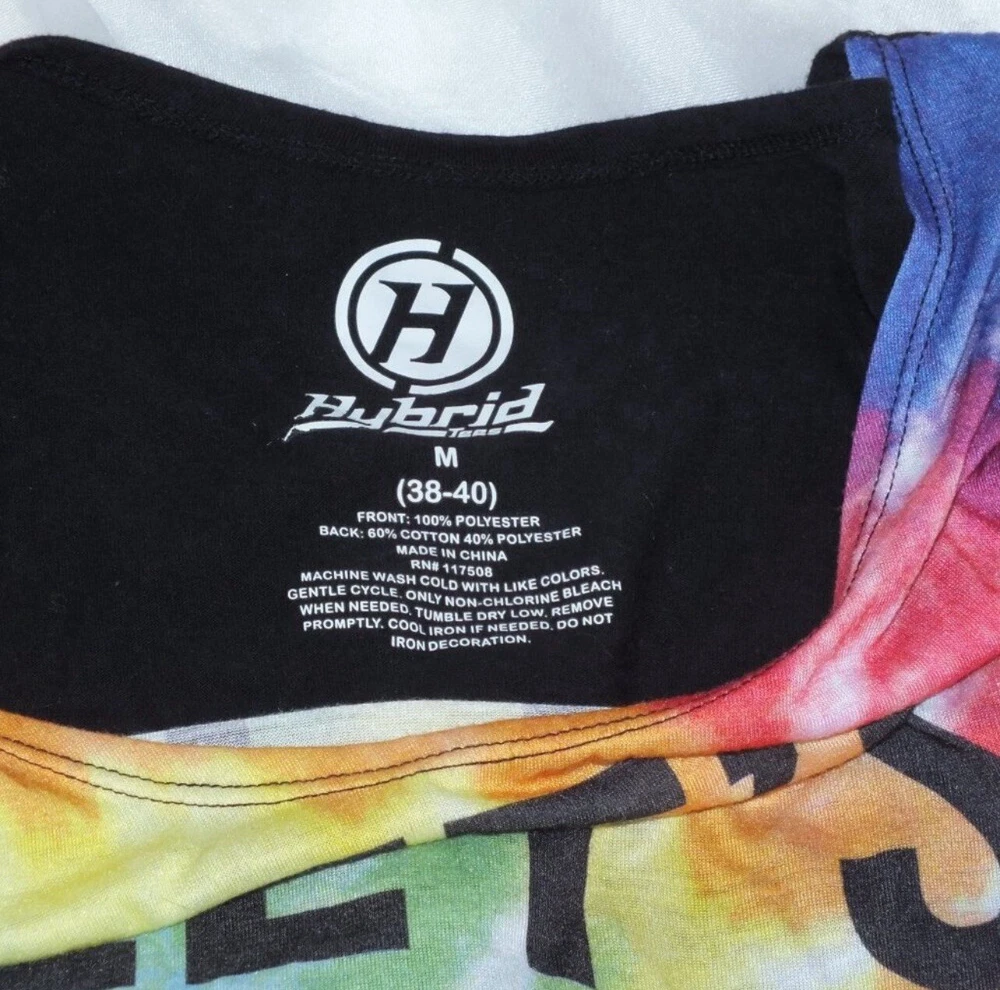 H
Hybrid
Tees
M
(38-40)
FRONT: 100% POLYESTER
BACK: 60% COTTON 40% POLYESTER
MADE IN CHINA
RN# 117508
MACHINE WASH COLD WITH LIKE COLORS.
GENTLE CYCLE. ONLY NON-CHLORINE BLEACH
WHEN NEEDED. TUMBLE DRY LOW. REMOVE
PROMPTLY. COOL IRON IF NEEDED. DO NOT
IRON DECORATION.